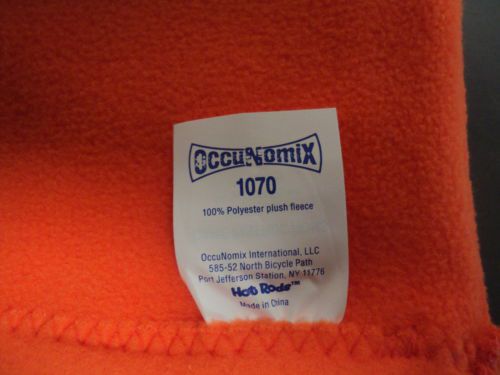 OccuNomiX
1070
100% Polyester plush fleece
OccuNomix International, LLC
585-52 North Bicycle Path
Port Jefferson Station, NY 11776
Hot Rods™
Made in China